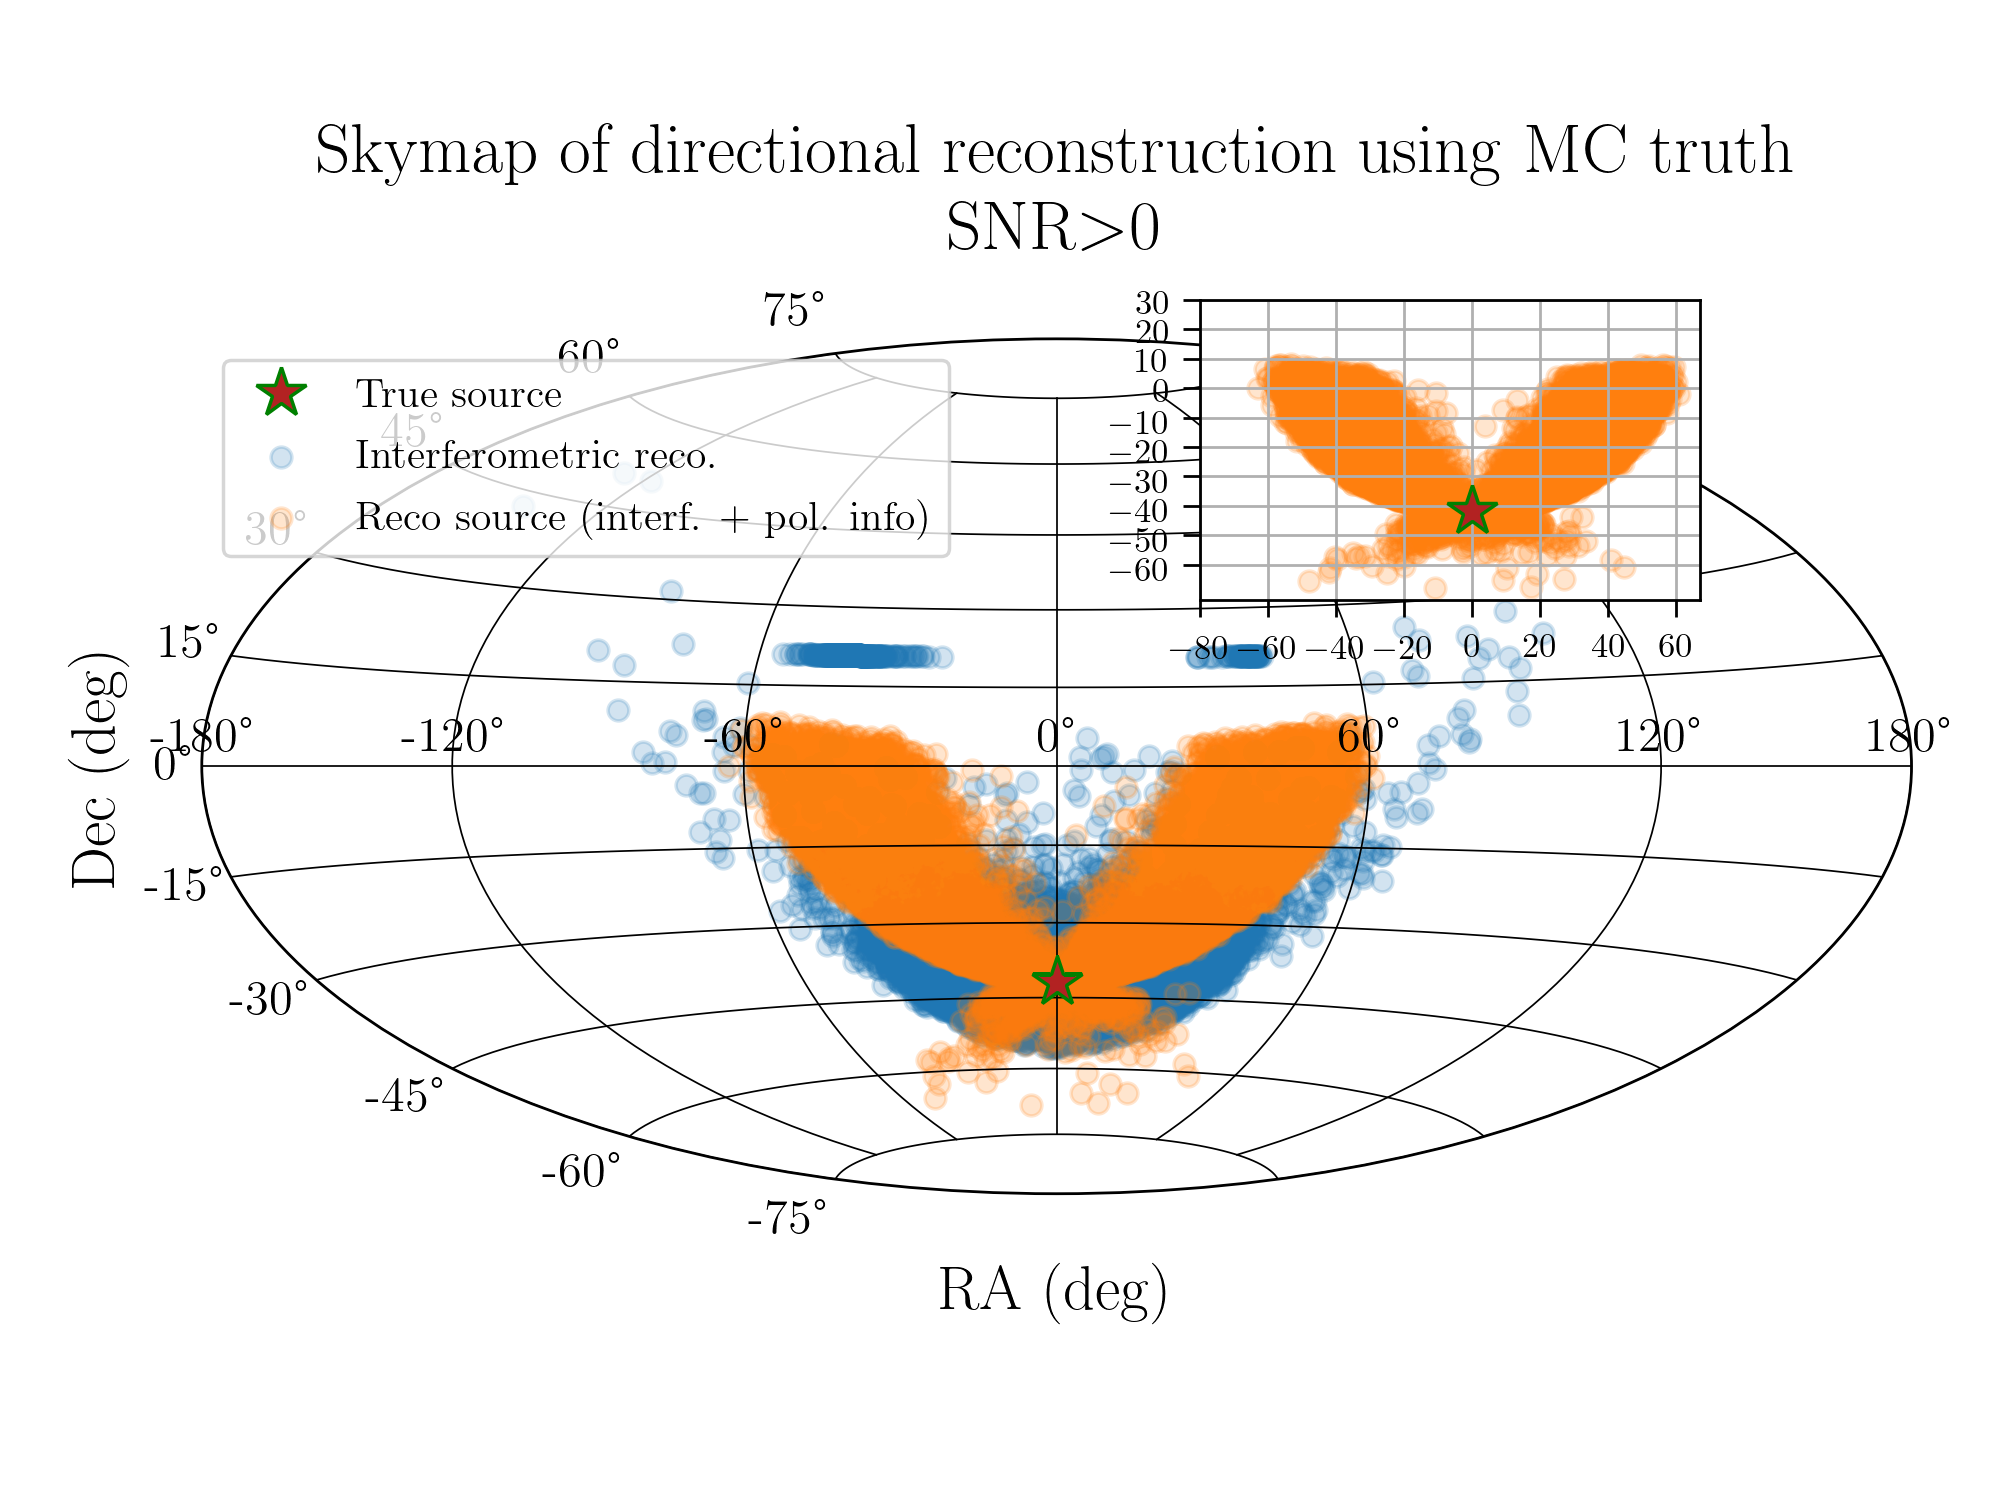 Skymap of directional reconstruction using MC truth
SNR>0
75°
60°
45°
30°
15°
0°
-15°
-30°
-45°
-60°
-75°
True source
Interferometric reco.
Reco source (interf. + pol. info)
30
20
10
0
−10
−20
−30
−40
−50
−60
−80 −60 −40 −20 0 20 40 60
-180° -120° -60° 0° 60° 120° 180°
Dec (deg)
RA (deg)